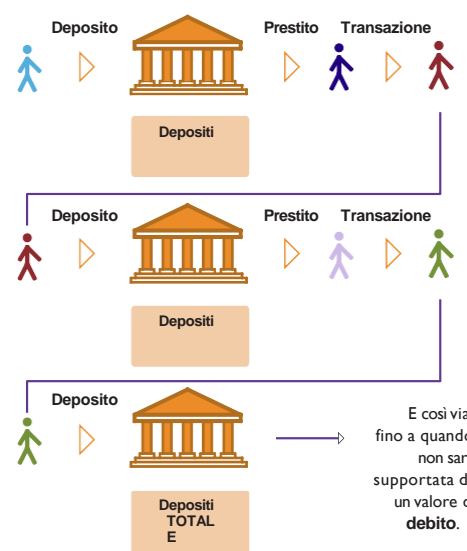 Deposito
Prestito
Transazione
Depositi
Deposito
Prestito
Transazione
Depositi
Deposito
Depositi
TOTAL
E
E così via
fino a quando
non
supportata
un valore
debito.